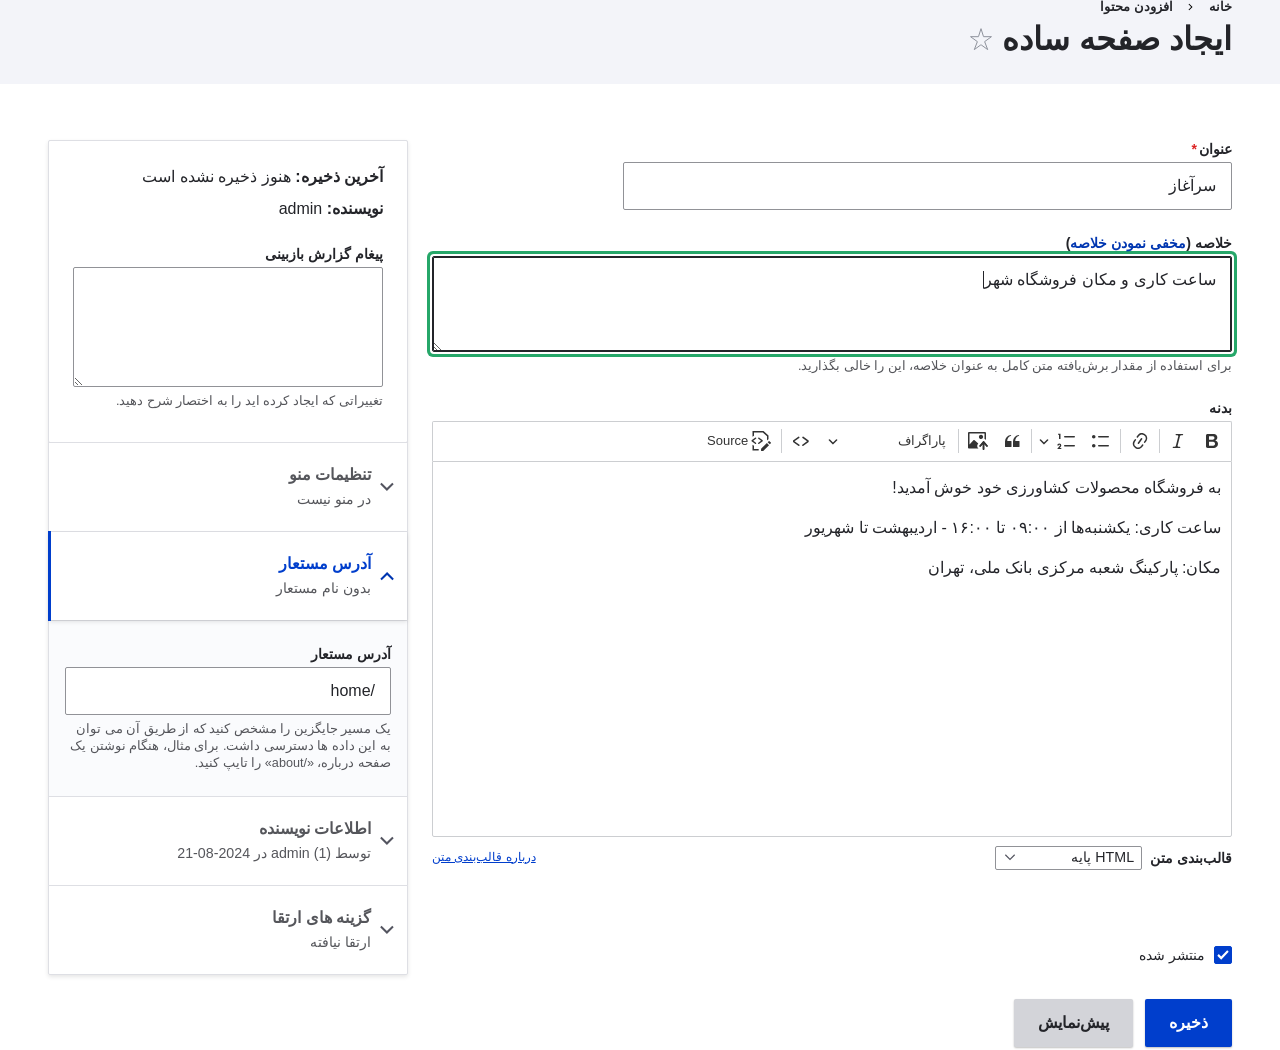 خانه › افزودن محتوا
ایجاد صفحه ساده ☆
عنوان *
سرآغاز
خلاصه (مخفی نمودن خلاصه)
ساعت کاری و مکان فروشگاه شهر
برای استفاده از مقدار برش‌یافته متن کامل به عنوان خلاصه، این را خالی بگذارید.
بدنه
B I پاراگراف Source
به فروشگاه محصولات کشاورزی خود خوش آمدید!
ساعت کاری: یکشنبه‌ها از ۰۹:۰۰ تا ۱۶:۰۰ - اردیبهشت تا شهریور
مکان: پارکینگ شعبه مرکزی بانک ملی، تهران
قالب‌بندی متن HTML پایه درباره قالب‌بندی متن
منتشر شده
ذخیره پیش‌نمایش
آخرین ذخیره: هنوز ذخیره نشده است
نویسنده: admin
پیغام گزارش بازبینی
تغییراتی که ایجاد کرده اید را به اختصار شرح دهید.
تنظیمات منو
در منو نیست
آدرس مستعار
بدون نام مستعار
آدرس مستعار
/home
یک مسیر جایگزین را مشخص کنید که از طریق آن می توان
به این داده ها دسترسی داشت. برای مثال، هنگام نوشتن یک
صفحه درباره، «/about» را تایپ کنید.
اطلاعات نویسنده
توسط admin (1) در 2024-08-21
گزینه های ارتقا
ارتقا نیافته